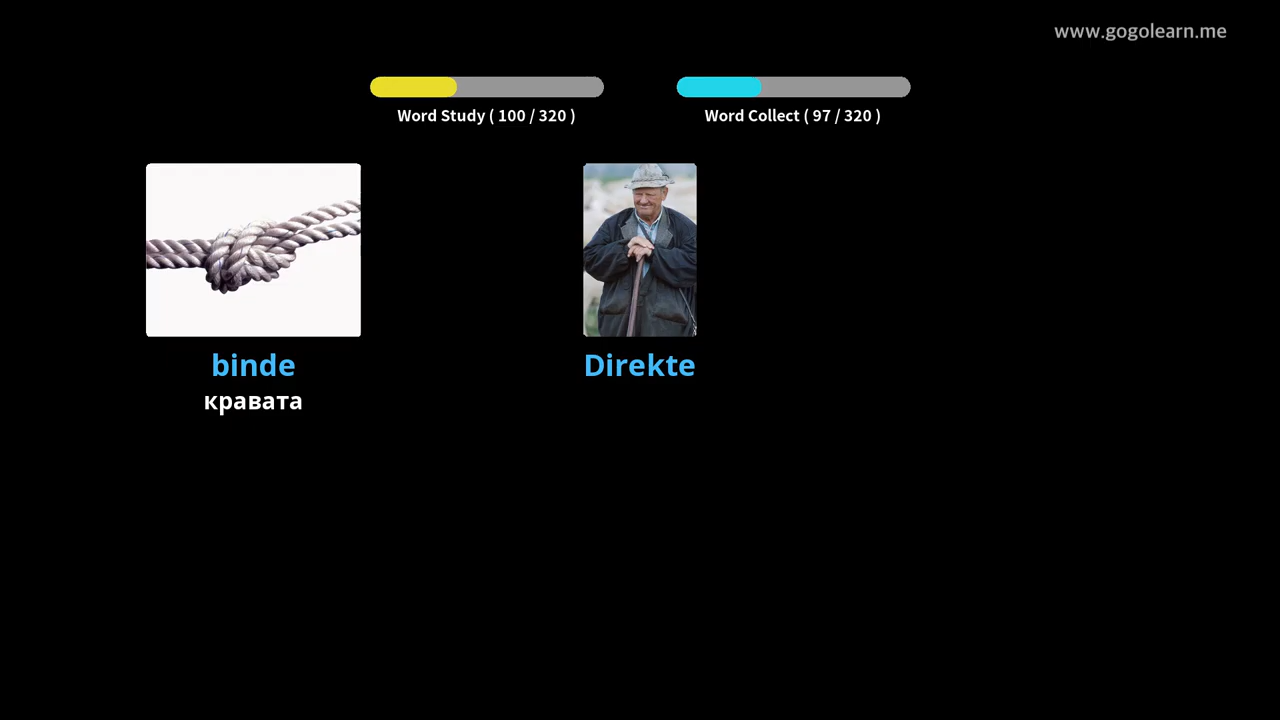 www.gogolearn.me
Word Study ( 100 / 320 )
Word Collect ( 97 / 320 )
binde
кравата
Direkte